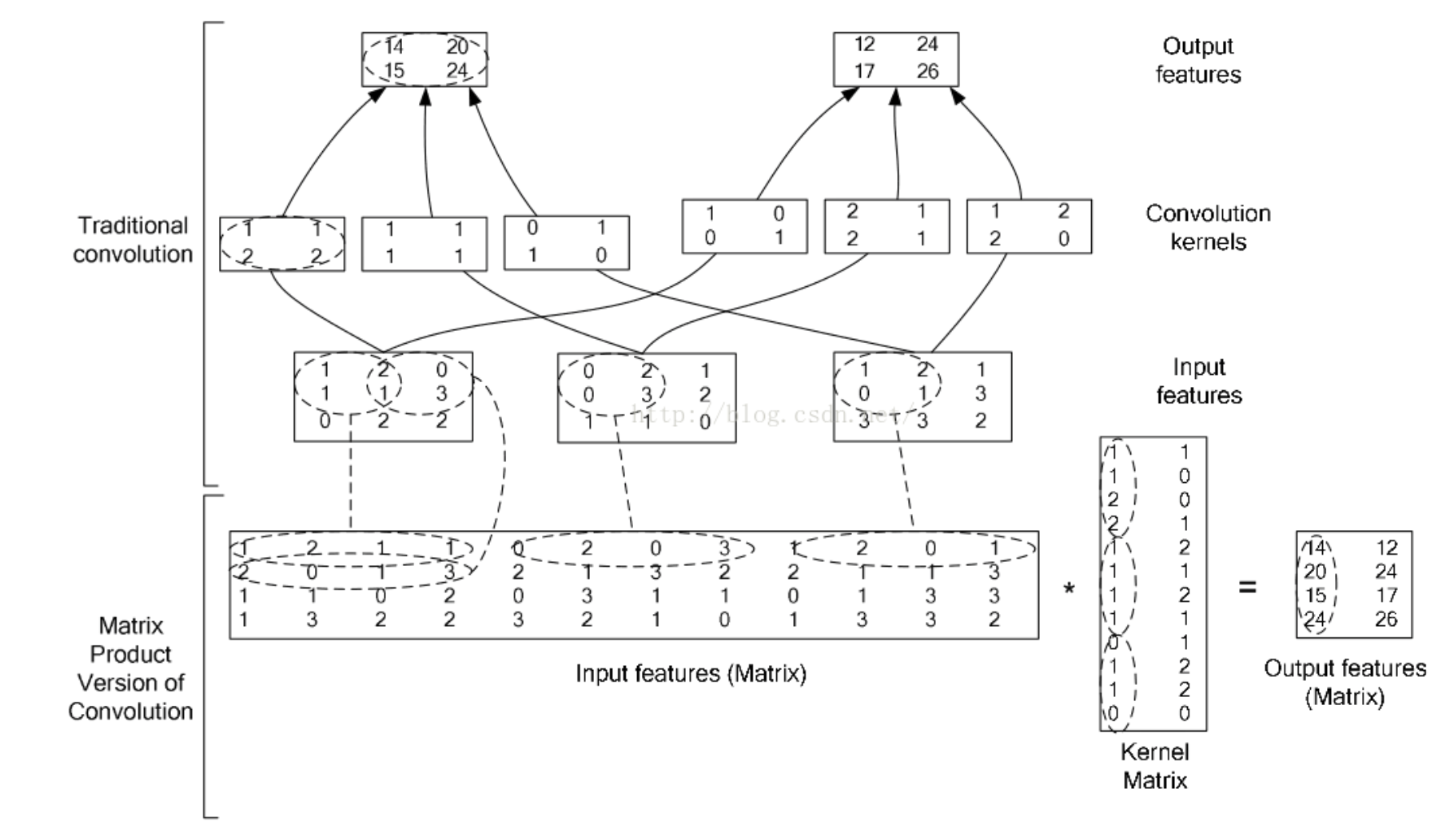 14 20
15 24
12 24
17 26
Output
features
Traditional
convolution
1 1
2 2
1 1
1 1
0 1
1 0
1 0
0 1
2 1
2 1
1 2
2 0
Convolution
kernels
1 2 0
1 1 3
0 2 2
0 2 1
0 3 2
1 1 0
1 2 1
0 1 3
3 3 2
http://blog.csdn.net/
Input
features
Matrix
Product
Version of
Convolution
1 2 1 1 0 2 0 3 1 2 0 1
2 0 1 3 2 1 3 2 2 1 1 3
1 1 0 2 0 3 1 1 0 1 3 3
1 3 2 2 3 2 1 0 1 3 3 2
Input features (Matrix)
*
1 1
1 0
2 0
2 1
1 2
1 1
1 2
1 1
0 1
1 2
1 2
0 0
Kernel
Matrix
=
14 12
20 24
15 17
24 26
Output features
(Matrix)